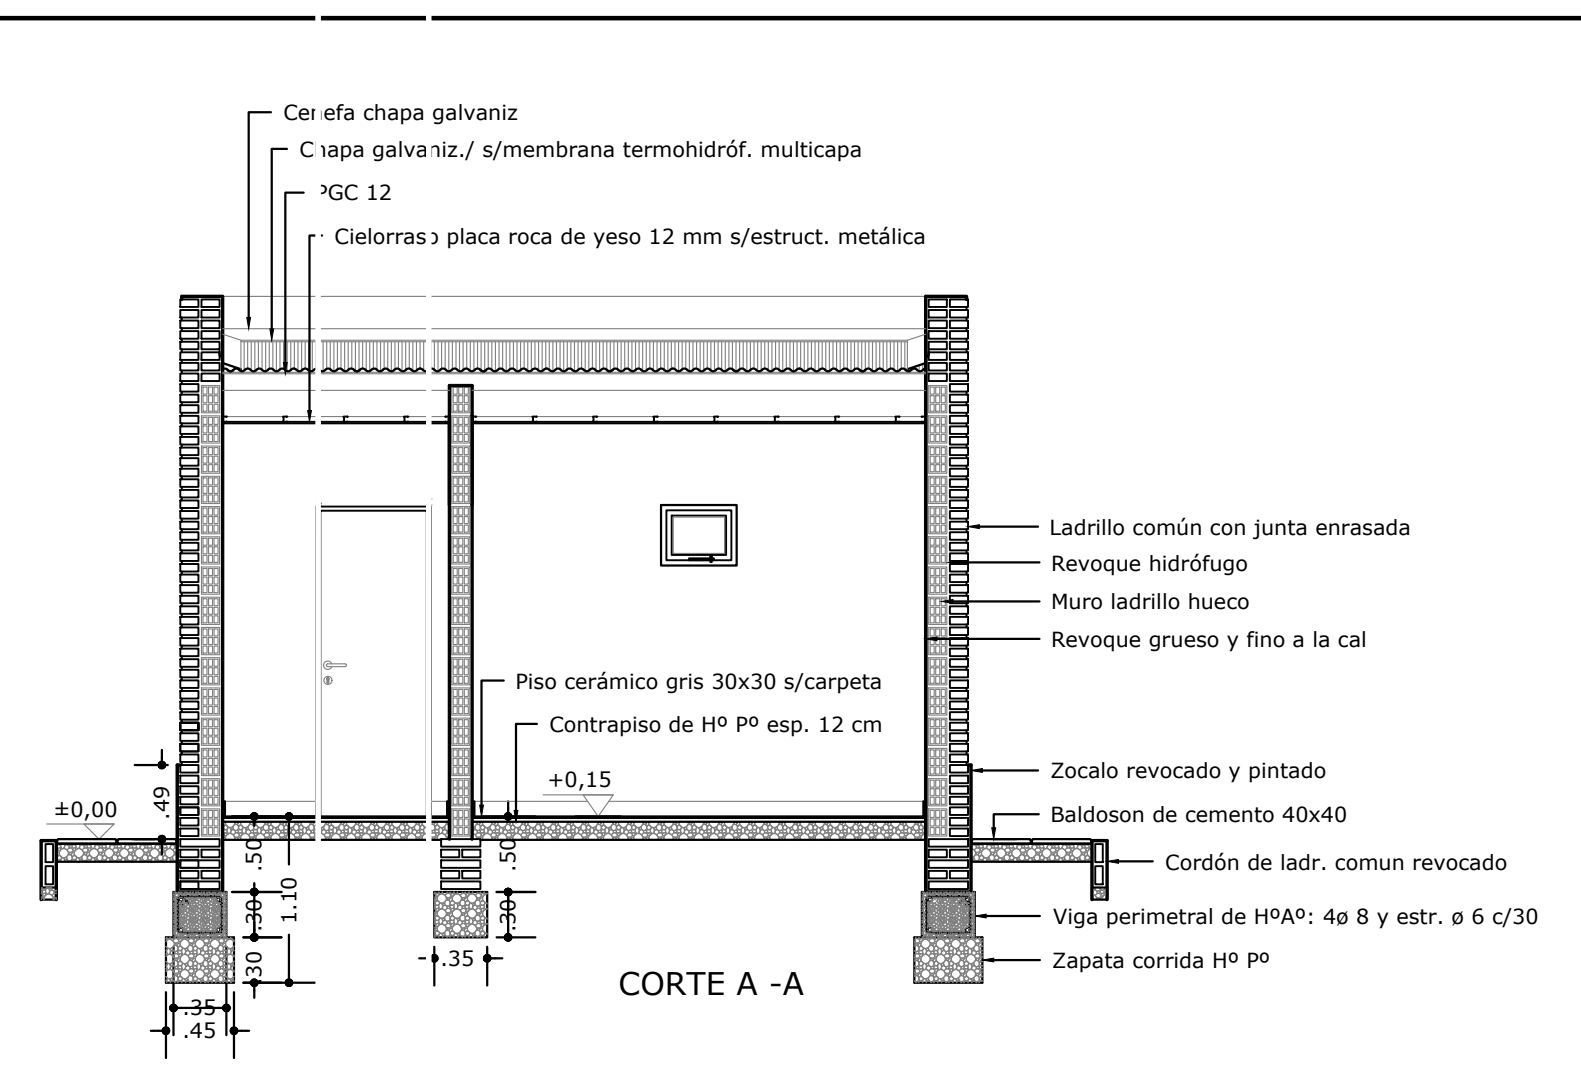 Cenefa chapa galvaniz
Chapa galvaniz./ s/membrana termohidróf. multicapa
PGC 12
Cielorraso placa roca de yeso 12 mm s/estruct. metálica
Ladrillo común con junta enrasada
Revoque hidrófugo
Muro ladrillo hueco
Revoque grueso y fino a la cal
Piso cerámico gris 30x30 s/carpeta
Contrapiso de Hº Pº esp. 12 cm
+0,15
±0,00
.49
Zocalo revocado y pintado
Baldoson de cemento 40x40
Cordón de ladr. comun revocado
Viga perimetral de HºAº: 4ø 8 y estr. ø 6 c/30
Zapata corrida Hº Pº
.50
.30
.30
1.10
.35
.45
.50
.30
.35
CORTE A -A